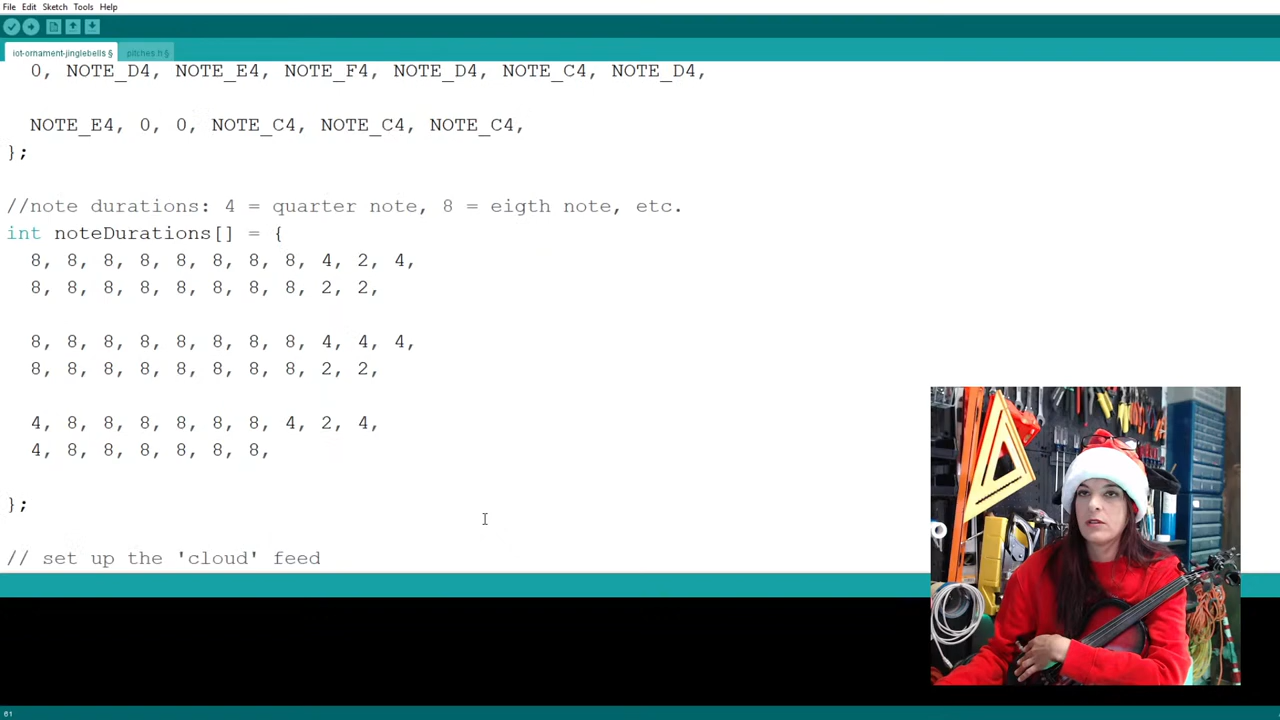 File Edit Sketch Tools Help
iot-ornament-jinglebells § pitches.h §
0, NOTE_D4, NOTE_E4, NOTE_F4, NOTE_D4, NOTE_C4, NOTE_D4,
NOTE_E4, 0, 0, NOTE_C4, NOTE_C4, NOTE_C4,
};
//note durations: 4 = quarter note, 8 = eigth note, etc.
int noteDurations[] = {
8, 8, 8, 8, 8, 8, 8, 8, 4, 2, 4,
8, 8, 8, 8, 8, 8, 8, 8, 2, 2,
8, 8, 8, 8, 8, 8, 8, 8, 4, 4, 4,
8, 8, 8, 8, 8, 8, 8, 8, 2, 2,
4, 8, 8, 8, 8, 8, 8, 4, 2, 4,
4, 8, 8, 8, 8, 8, 8,
};
// set up the 'cloud' feed
61